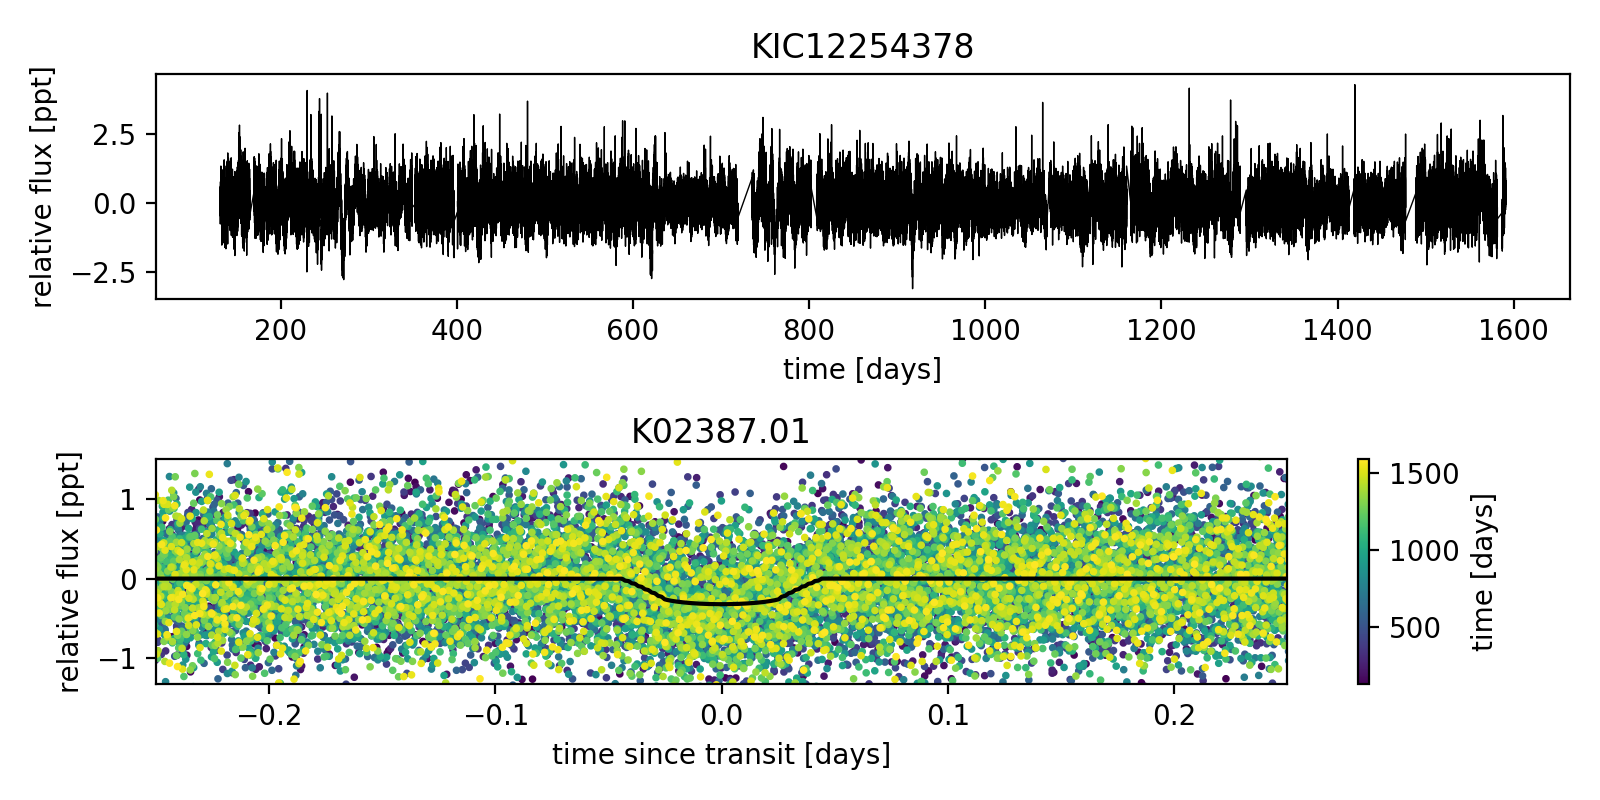 KIC12254378
relative flux [ppt]
2.5
0.0
−2.5
200 400 600 800 1000 1200 1400 1600
time [days]
K02387.01
relative flux [ppt]
1
0
−1
−0.2 −0.1 0.0 0.1 0.2
time since transit [days]
1500
1000
500
time [days]